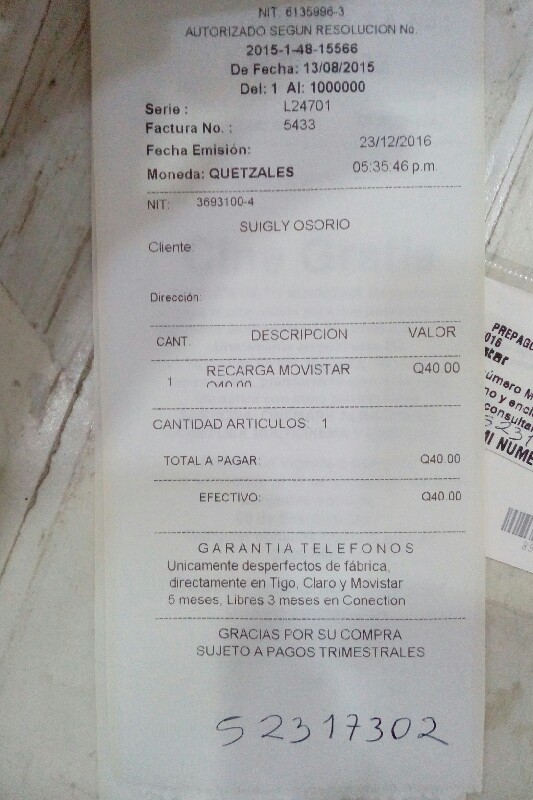 NIT. 6135996-3
AUTORIZADO SEGUN RESOLUCION No.
2015-1-48-15566
De Fecha: 13/08/2015
Del: 1 Al: 1000000
Serie : L24701
Factura No. : 5433
Fecha Emisión: 23/12/2016
Moneda: QUETZALES 05:35:46 p.m.
NIT: 3693100-4
SUIGLY OSORIO
Cliente:
Dirección:
CANT. DESCRIPCION VALOR
1 RECARGA MOVISTAR Q40.00
Q40.00
CANTIDAD ARTICULOS: 1
TOTAL A PAGAR: Q40.00
EFECTIVO: Q40.00
GARANTIA TELEFONOS
Unicamente desperfectos de fábrica,
directamente en Tigo, Claro y Movistar
5 meses, Libres 3 meses en Conection
GRACIAS POR SU COMPRA
SUJETO A PAGOS TRIMESTRALES
52317302
PREPAGO
016
star
úmero M
no y enci
consulta
5231
MI NUME